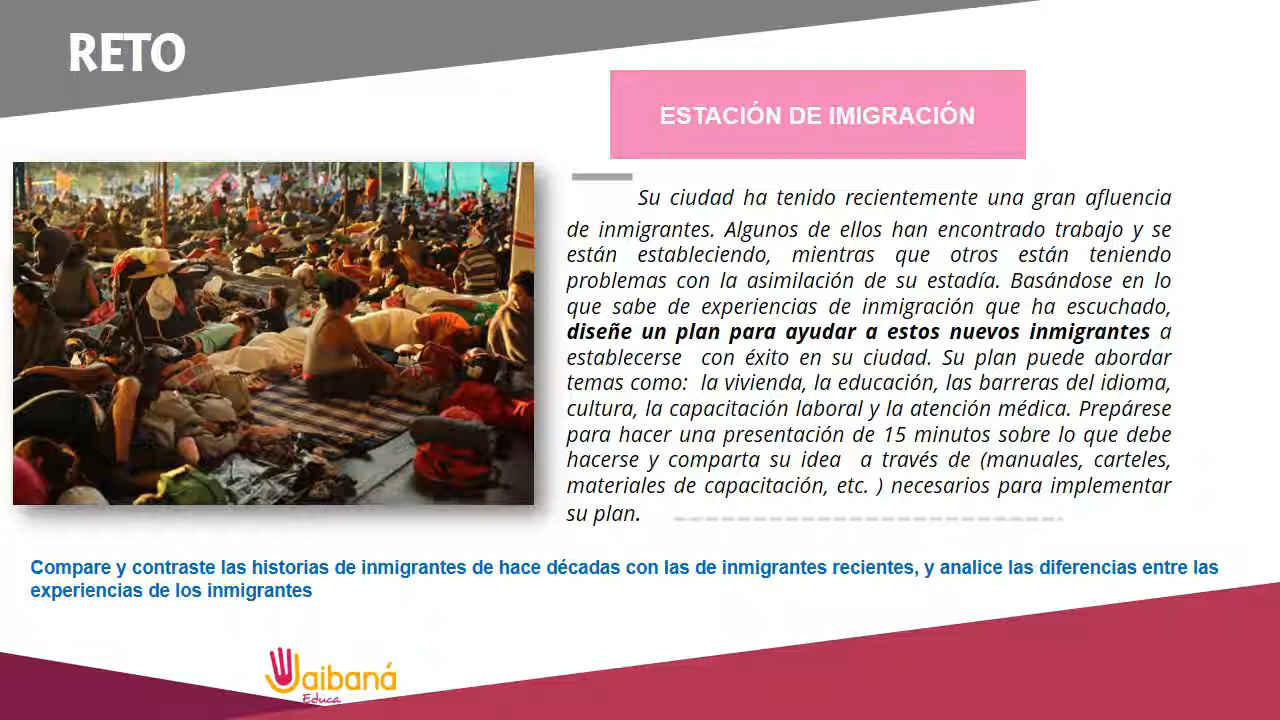 RETO
ESTACIÓN DE IMIGRACIÓN
Su ciudad ha tenido recientemente una gran afluencia
de inmigrantes. Algunos de ellos han encontrado trabajo y se
están estableciendo, mientras que otros están teniendo
problemas con la asimilación de su estadía. Basándose en lo
que sabe de experiencias de inmigración que ha escuchado,
diseñe un plan para ayudar a estos nuevos inmigrantes a
establecerse con éxito en su ciudad. Su plan puede abordar
temas como: la vivienda, la educación, las barreras del idioma,
cultura, la capacitación laboral y la atención médica. Prepárese
para hacer una presentación de 15 minutos sobre lo que debe
hacerse y comparta su idea a través de (manuales, carteles,
materiales de capacitación, etc. ) necesarios para implementar
su plan.
Compare y contraste las historias de inmigrantes de hace décadas con las de inmigrantes recientes, y analice las diferencias entre las
experiencias de los inmigrantes
Jaibaná
Educa